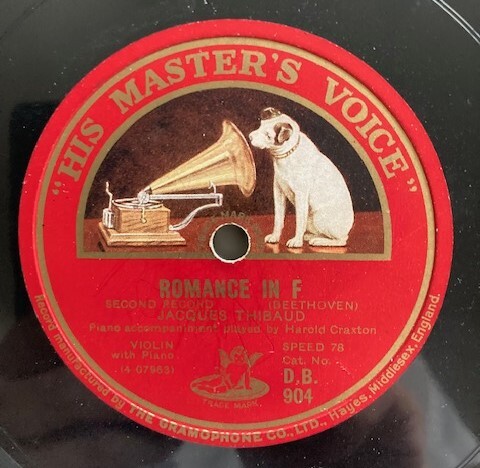 "HIS MASTER'S VOICE"
ROMANCE IN F
SECOND RECORD (BEETHOVEN)
JACQUES THIBAUD
Piano accompaniment played by Harold Craxton
VIOLIN
with Piano
(4 07963)
SPEED 78
Cat. No.
D.B.
904
TRADE MARK.
Record manufactured by THE GRAMOPHONE CO., LTD., Hayes, Middlesex, England.